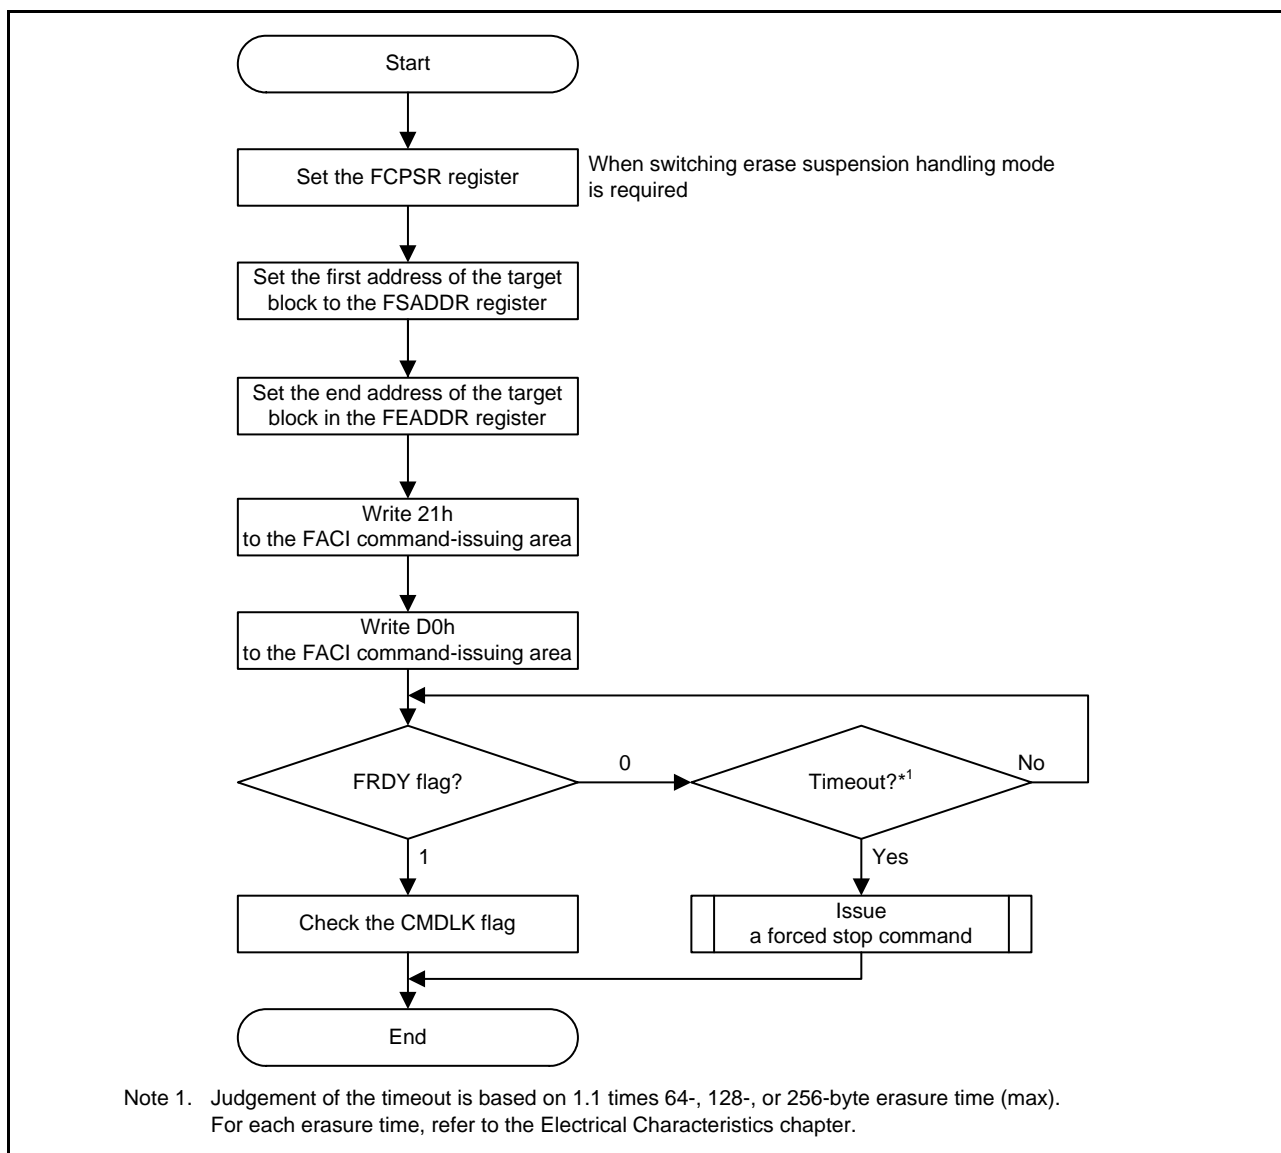 Start
Set the FCPSR register
When switching erase suspension handling mode
is required
Set the first address of the target
block to the FSADDR register
Set the end address of the target
block in the FEADDR register
Write 21h
to the FACI command-issuing area
Write D0h
to the FACI command-issuing area
FRDY flag?
0
Timeout?*1
No
1
Yes
Check the CMDLK flag
Issue
a forced stop command
End
Note 1. Judgement of the timeout is based on 1.1 times 64-, 128-, or 256-byte erasure time (max).
For each erasure time, refer to the Electrical Characteristics chapter.